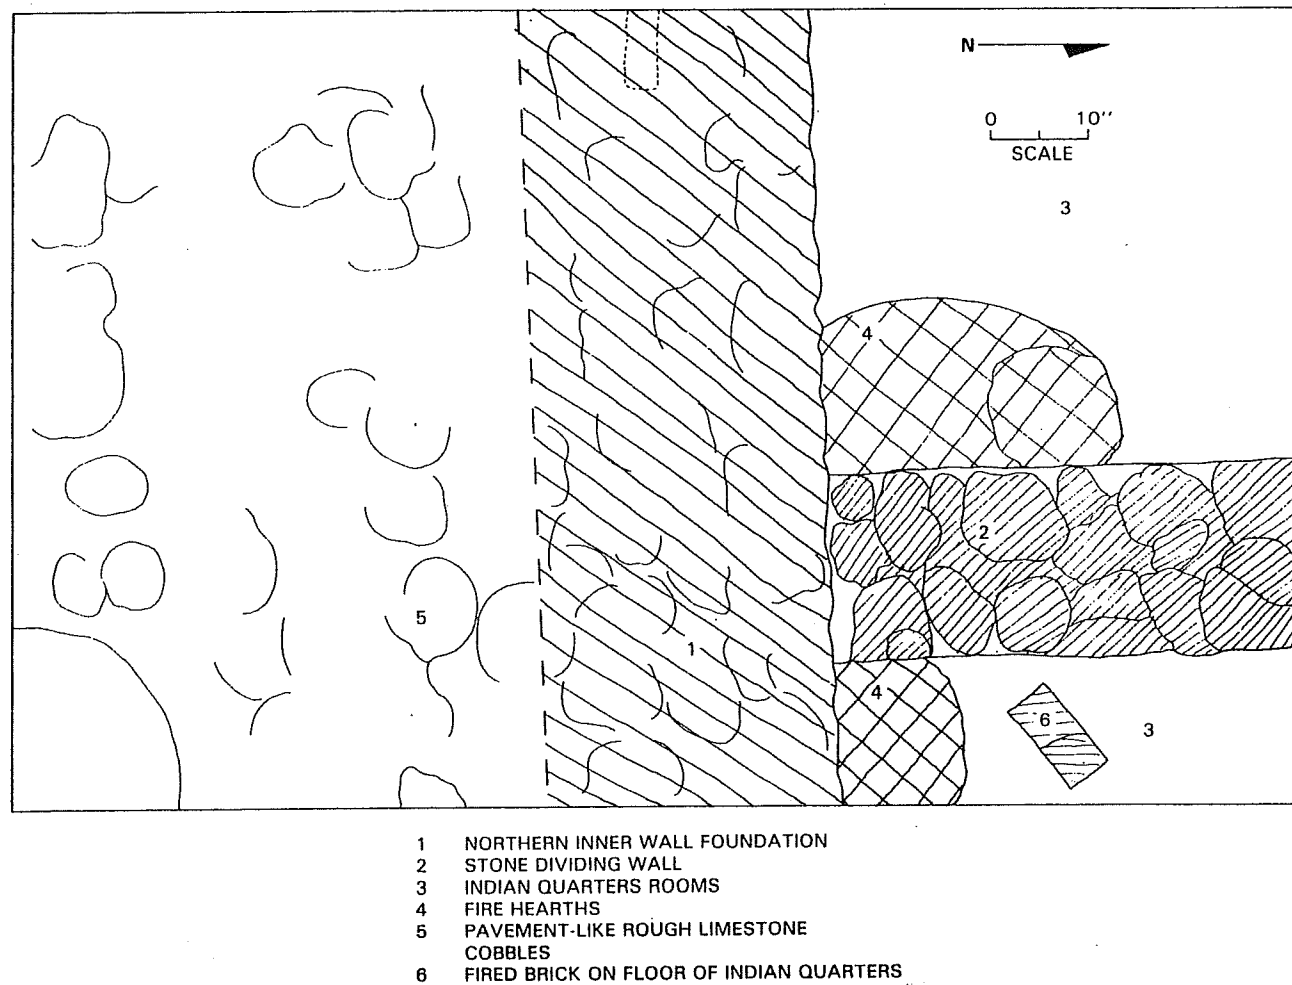 N
0 10''
SCALE
3
4
2
5
1
4
6
3
1 NORTHERN INNER WALL FOUNDATION
2 STONE DIVIDING WALL
3 INDIAN QUARTERS ROOMS
4 FIRE HEARTHS
5 PAVEMENT-LIKE ROUGH LIMESTONE
COBBLES
6 FIRED BRICK ON FLOOR OF INDIAN QUARTERS